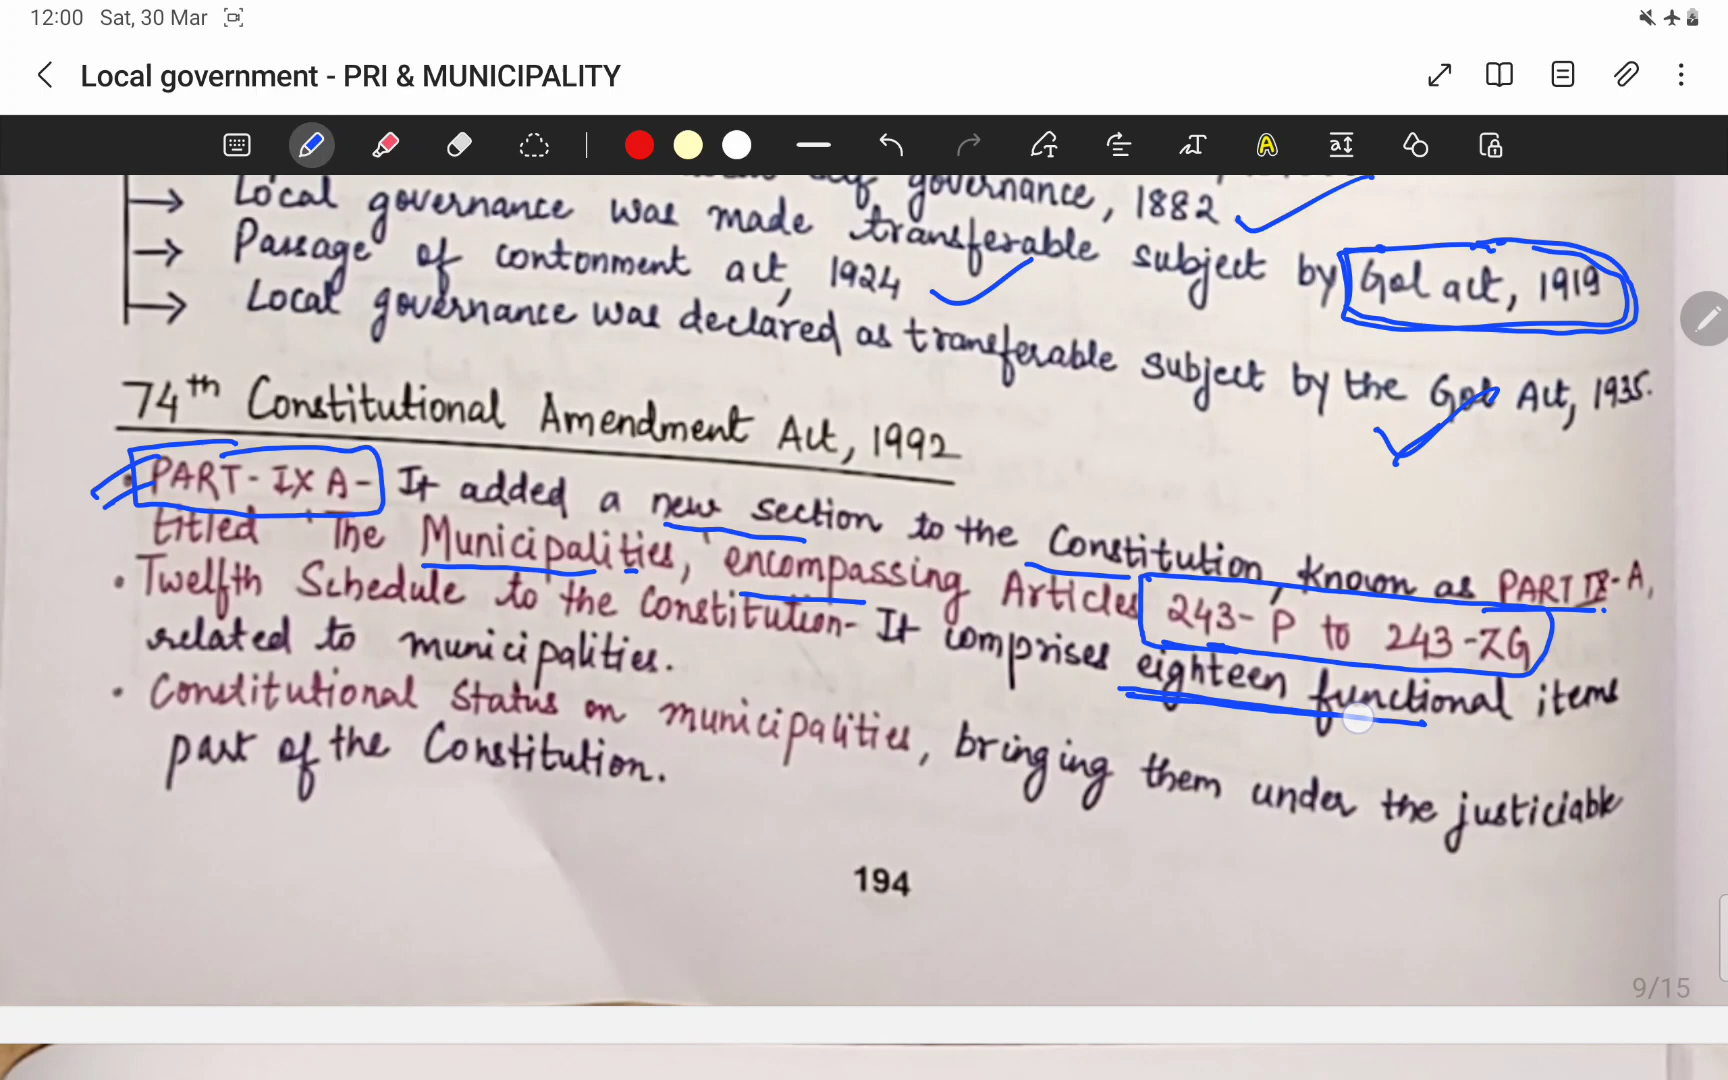 12:00 Sat, 30 Mar
Local government - PRI & MUNICIPALITY
governance, 1882
Local governance was made transferable subject by GoI act, 1919
Passage of contonment act, 1924
Local governance was declared as transferable subject by the GoI Act, 1935.
74th Constitutional Amendment Act, 1992
• PART-IX A- It added a new section to the Constitution, known as PART IX-A,
titled 'The Municipalities,' encompassing Articles 243-P to 243-ZG
• Twelfth Schedule to the Constitution- It comprises eighteen functional items
related to municipalities.
• Constitutional Status on municipalities, bringing them under the justiciable
part of the Constitution.
194
9/15